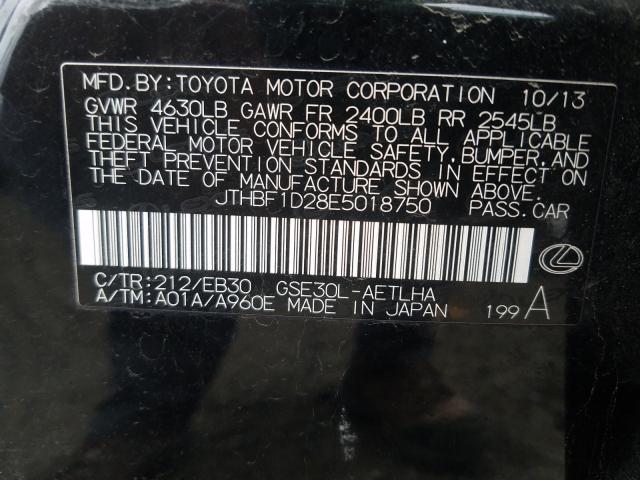 MFD.BY:TOYOTA MOTOR CORPORATION 10/13
GVWR 4630LB GAWR FR 2400LB RR 2545LB
THIS VEHICLE CONFORMS TO ALL APPLICABLE
FEDERAL MOTOR VEHICLE SAFETY,BUMPER,AND
THEFT PREVENTION STANDARDS IN EFFECT ON
THE DATE OF MANUFACTURE SHOWN ABOVE.
JTHBF1D28E5018750 PASS.CAR
C/TR:212/EB30 GSE30L-AETLHA
A/TM:A01A/A960E MADE IN JAPAN 199 A